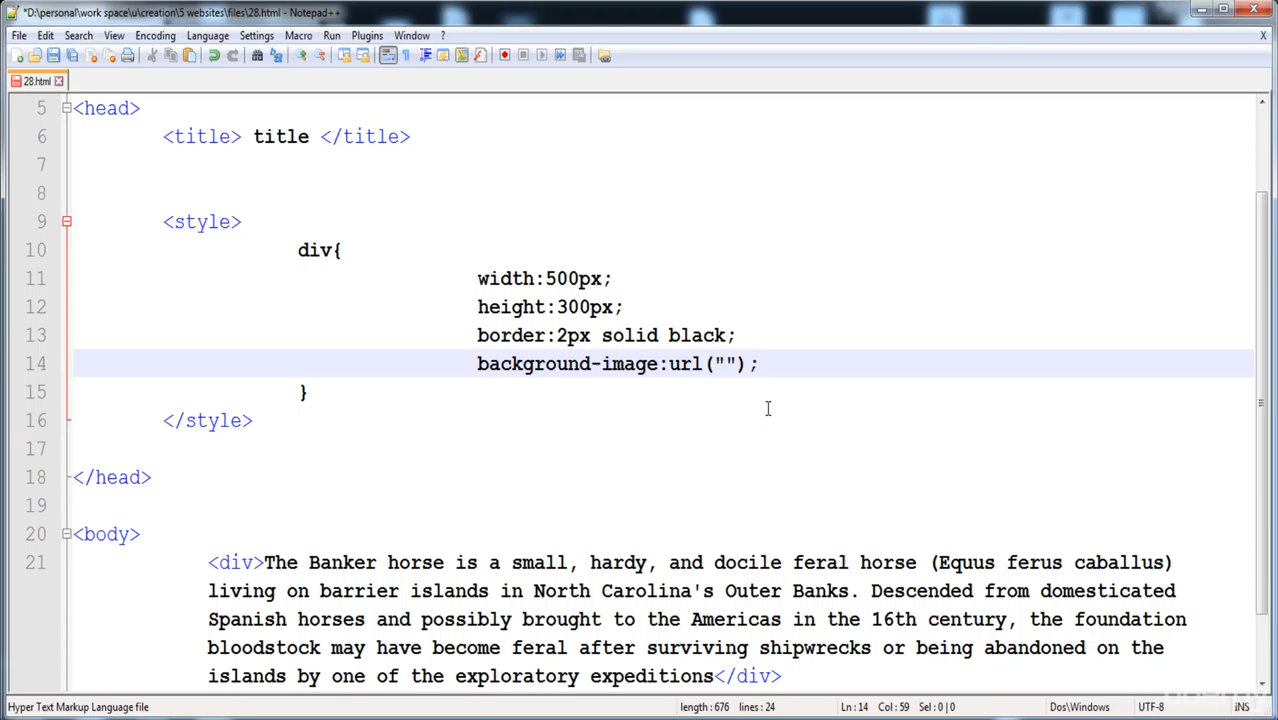 *D:\personal\work space\u\creation\5 websites\files\28.html - Notepad++
File Edit Search View Encoding Language Settings Macro Run Plugins Window ? X
28.html
5 <head>
6 <title> title </title>
7
8
9 <style>
10 div{
11 width:500px;
12 height:300px;
13 border:2px solid black;
14 background-image:url("");
15 }
16 </style>
17
18 </head>
19
20 <body>
21 <div>The Banker horse is a small, hardy, and docile feral horse (Equus ferus caballus)
living on barrier islands in North Carolina's Outer Banks. Descended from domesticated
Spanish horses and possibly brought to the Americas in the 16th century, the foundation
bloodstock may have become feral after surviving shipwrecks or being abandoned on the
islands by one of the exploratory expeditions</div>
Hyper Text Markup Language file length : 676 lines : 24 Ln : 14 Col : 59 Sel : 0 | 0 Dos\Windows UTF-8 INS